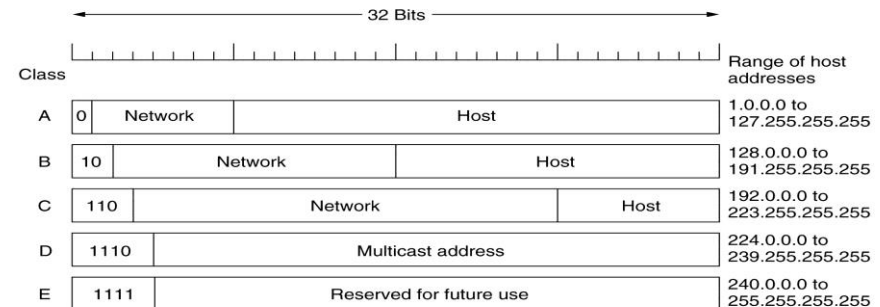 32 Bits
Class
Range of host
addresses
A
0
Network
Host
1.0.0.0 to
127.255.255.255
B
10
Network
Host
128.0.0.0 to
191.255.255.255
C
110
Network
Host
192.0.0.0 to
223.255.255.255
D
1110
Multicast address
224.0.0.0 to
239.255.255.255
E
1111
Reserved for future use
240.0.0.0 to
255.255.255.255